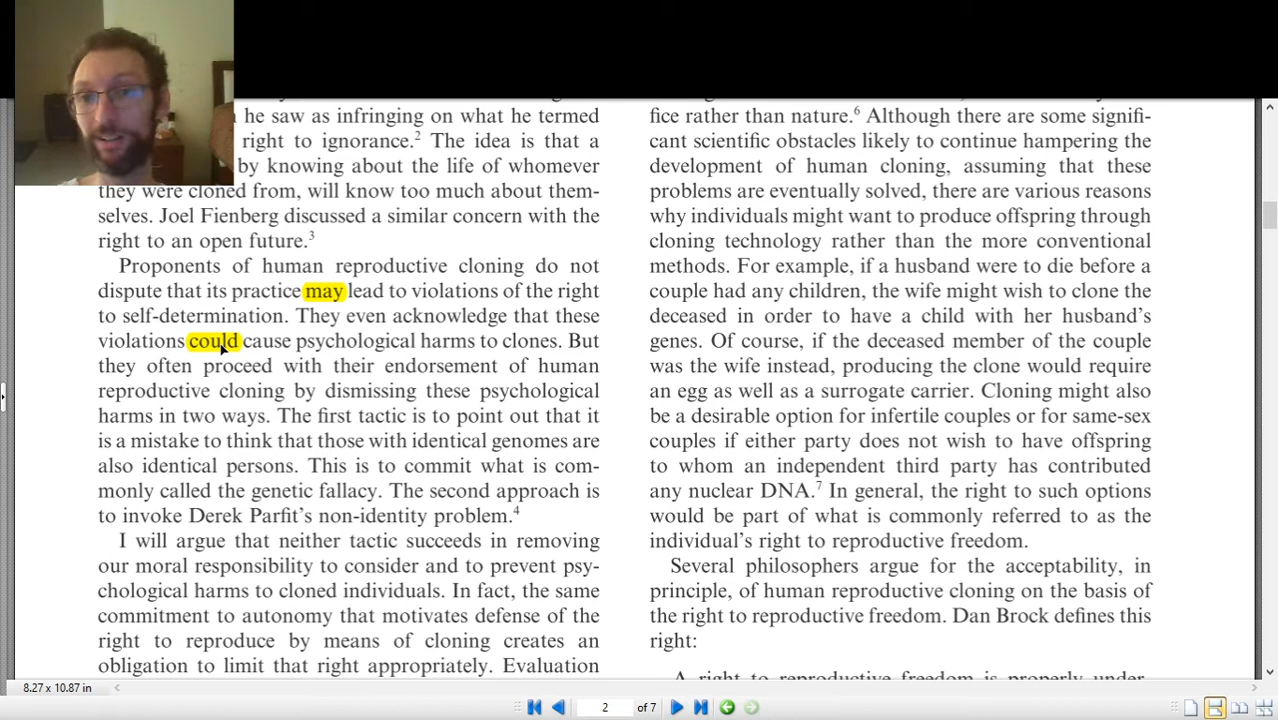 he saw as infringing on what he termed
right to ignorance.2 The idea is that a
by knowing about the life of whomever
they were cloned from, will know too much about them-
selves. Joel Fienberg discussed a similar concern with the
right to an open future.3
Proponents of human reproductive cloning do not
dispute that its practice may lead to violations of the right
to self-determination. They even acknowledge that these
violations could cause psychological harms to clones. But
they often proceed with their endorsement of human
reproductive cloning by dismissing these psychological
harms in two ways. The first tactic is to point out that it
is a mistake to think that those with identical genomes are
also identical persons. This is to commit what is com-
monly called the genetic fallacy. The second approach is
to invoke Derek Parfit's non-identity problem.4
I will argue that neither tactic succeeds in removing
our moral responsibility to consider and to prevent psy-
chological harms to cloned individuals. In fact, the same
commitment to autonomy that motivates defense of the
right to reproduce by means of cloning creates an
obligation to limit that right appropriately. Evaluation
fice rather than nature.6 Although there are some signifi-
cant scientific obstacles likely to continue hampering the
development of human cloning, assuming that these
problems are eventually solved, there are various reasons
why individuals might want to produce offspring through
cloning technology rather than the more conventional
methods. For example, if a husband were to die before a
couple had any children, the wife might wish to clone the
deceased in order to have a child with her husband's
genes. Of course, if the deceased member of the couple
was the wife instead, producing the clone would require
an egg as well as a surrogate carrier. Cloning might also
be a desirable option for infertile couples or for same-sex
couples if either party does not wish to have offspring
to whom an independent third party has contributed
any nuclear DNA.7 In general, the right to such options
would be part of what is commonly referred to as the
individual's right to reproductive freedom.
Several philosophers argue for the acceptability, in
principle, of human reproductive cloning on the basis of
the right to reproductive freedom. Dan Brock defines this
right:
A right to reproductive freedom is properly under-
8.27 x 10.87 in
2 of 7